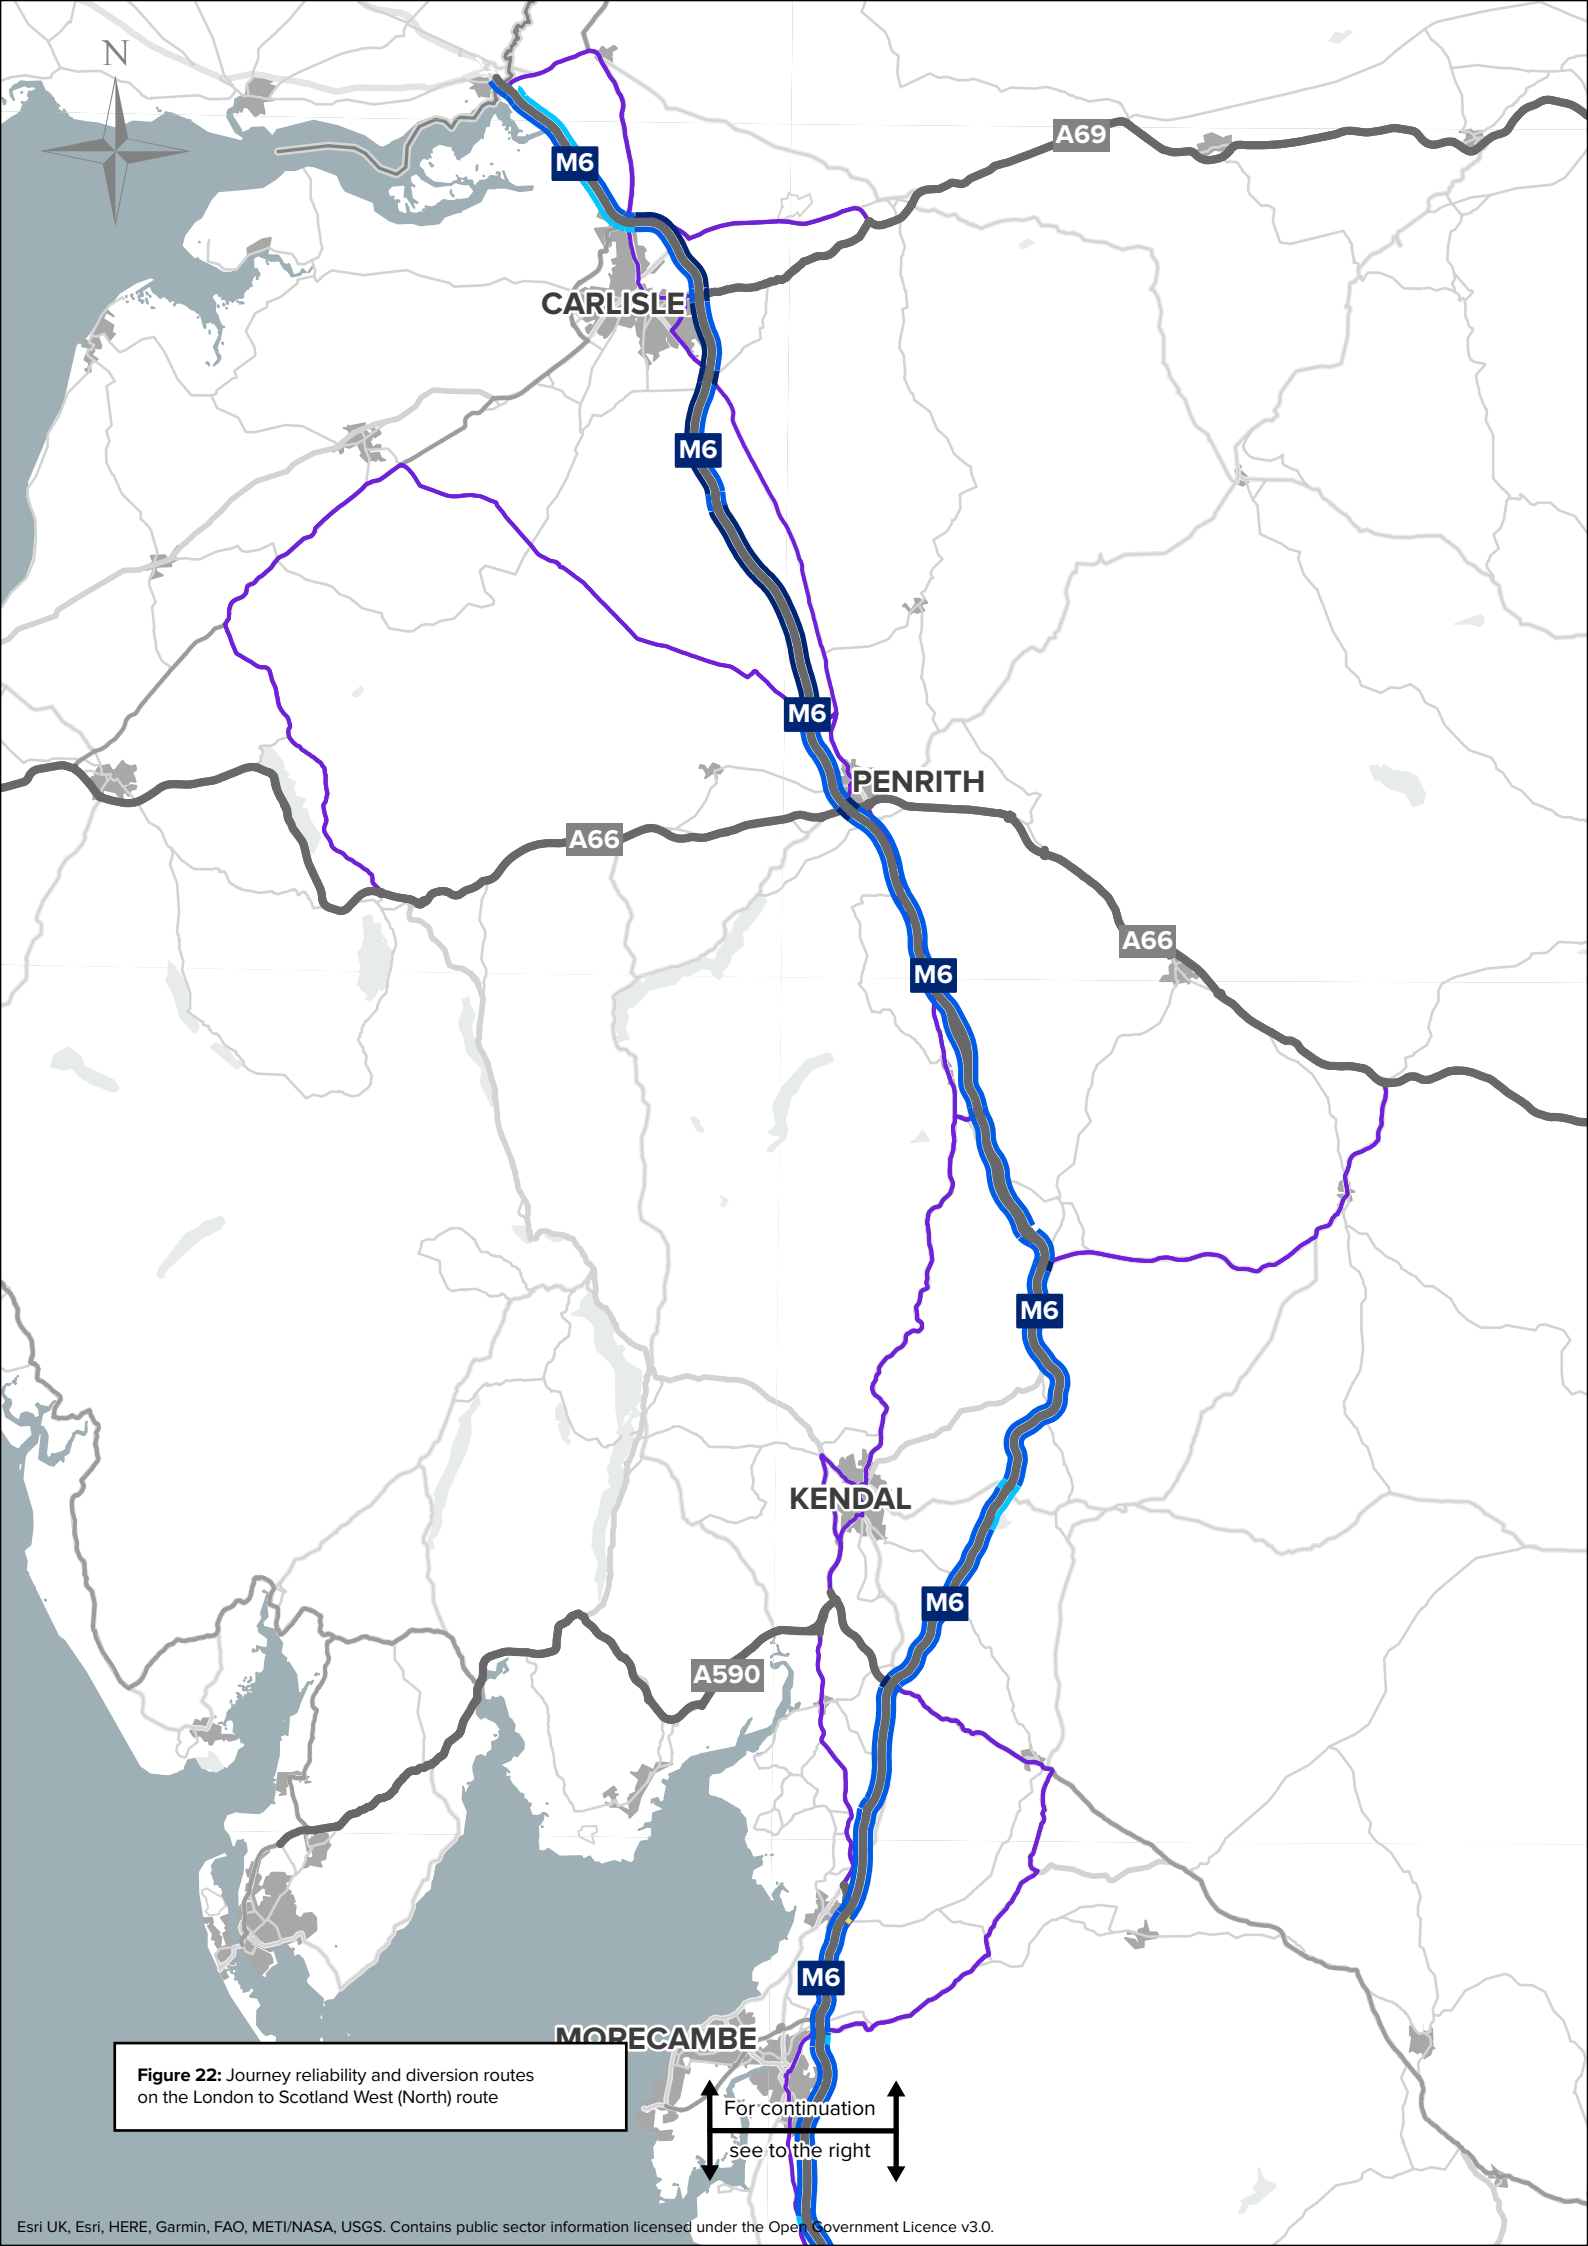 N
A69
M6
CARLISLE
M6
M6
PENRITH
A66
A66
M6
M6
KENDAL
M6
A590
M6
MORECAMBE
Figure 22: Journey reliability and diversion routes
on the London to Scotland West (North) route
For continuation
see to the right
Esri UK, Esri, HERE, Garmin, FAO, METI/NASA, USGS. Contains public sector information licensed under the Open Government Licence v3.0.